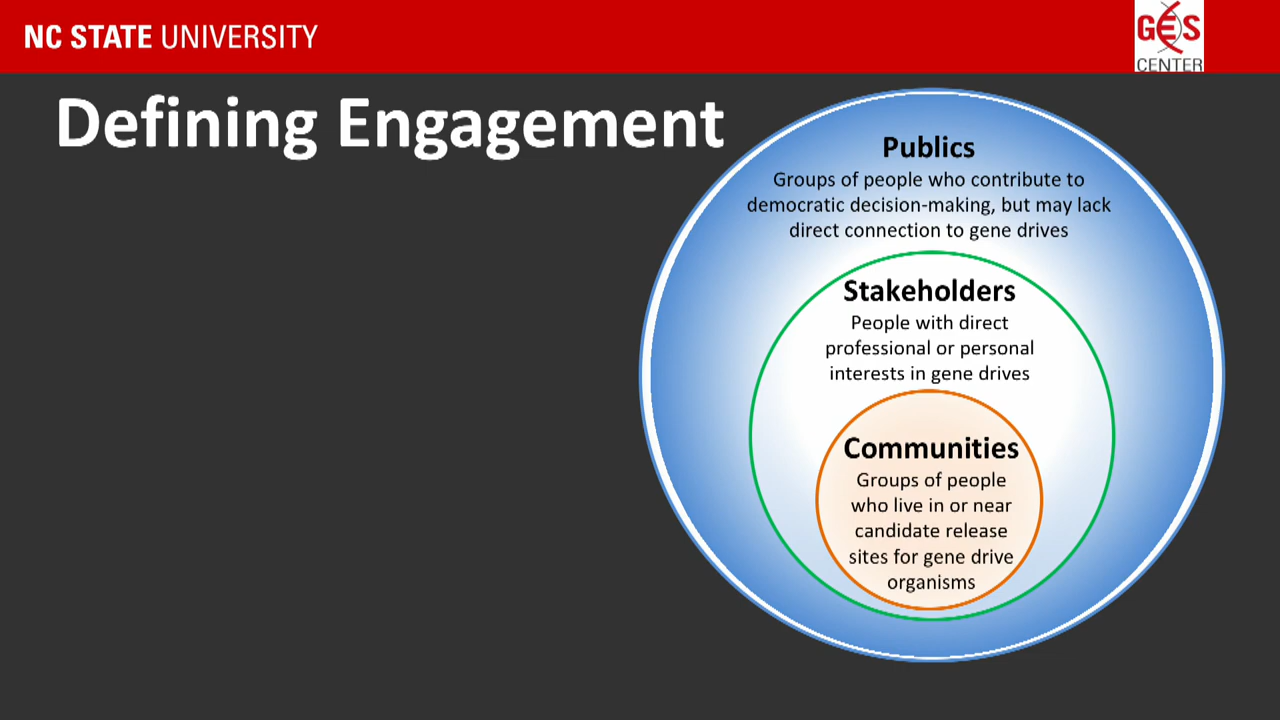 NC STATE UNIVERSITY
GES
CENTER
Defining Engagement
Publics
Groups of people who contribute to
democratic decision-making, but may lack
direct connection to gene drives
Stakeholders
People with direct
professional or personal
interests in gene drives
Communities
Groups of people
who live in or near
candidate release
sites for gene drive
organisms